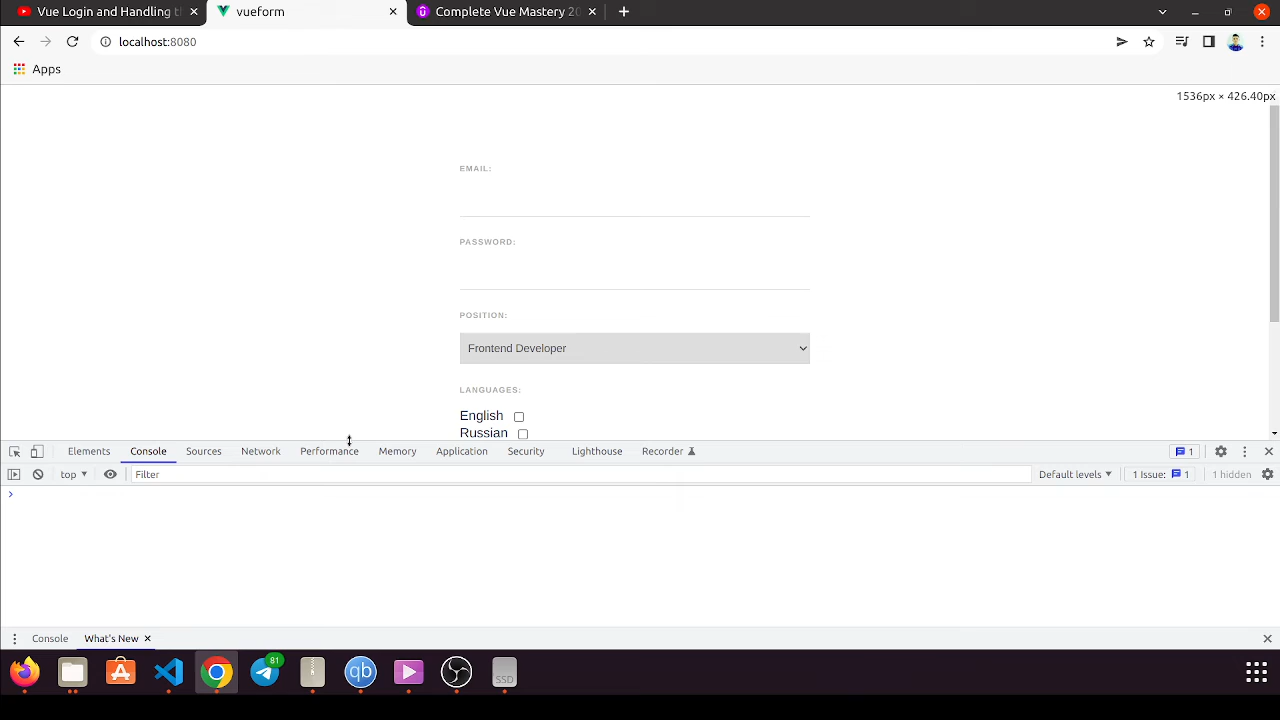 Vue Login and Handling t
vueform
Complete Vue Mastery 20
localhost:8080
Apps
1536px × 426.40px
EMAIL:
PASSWORD:
POSITION:
Frontend Developer
LANGUAGES:
English
Russian
Elements Console Sources Network Performance Memory Application Security Lighthouse Recorder 1
top Filter Default levels 1 Issue: 1 1 hidden
Console What's New
81
qb
SSD